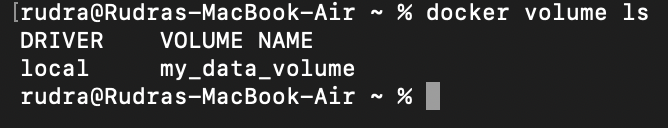 [rudra@Rudras-MacBook-Air ~ % docker volume ls
DRIVER    VOLUME NAME
local     my_data_volume
rudra@Rudras-MacBook-Air ~ %